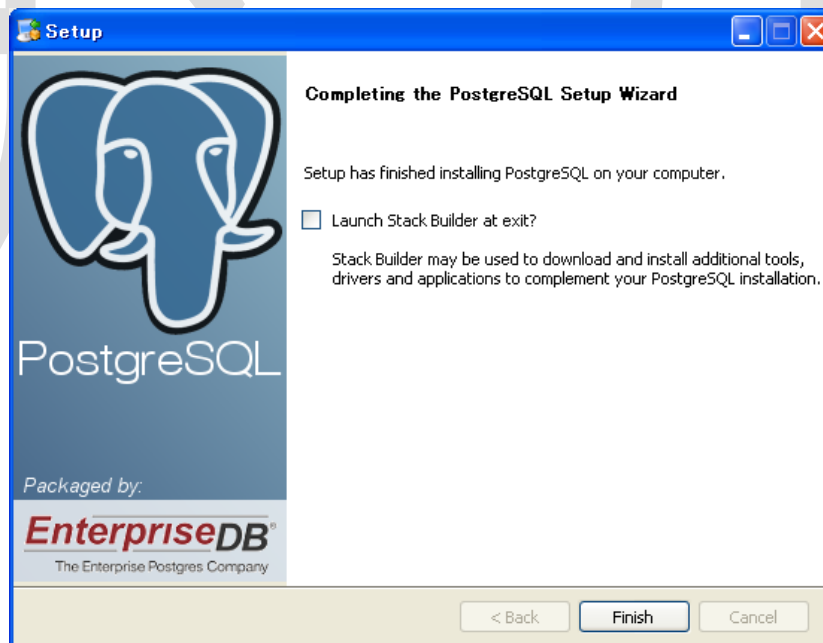 Setup
Completing the PostgreSQL Setup Wizard
Setup has finished installing PostgreSQL on your computer.
Launch Stack Builder at exit?
Stack Builder may be used to download and install additional tools,
drivers and applications to complement your PostgreSQL installation.
PostgreSQL
Packaged by:
EnterpriseDB®
The Enterprise Postgres Company
< Back
Finish
Cancel